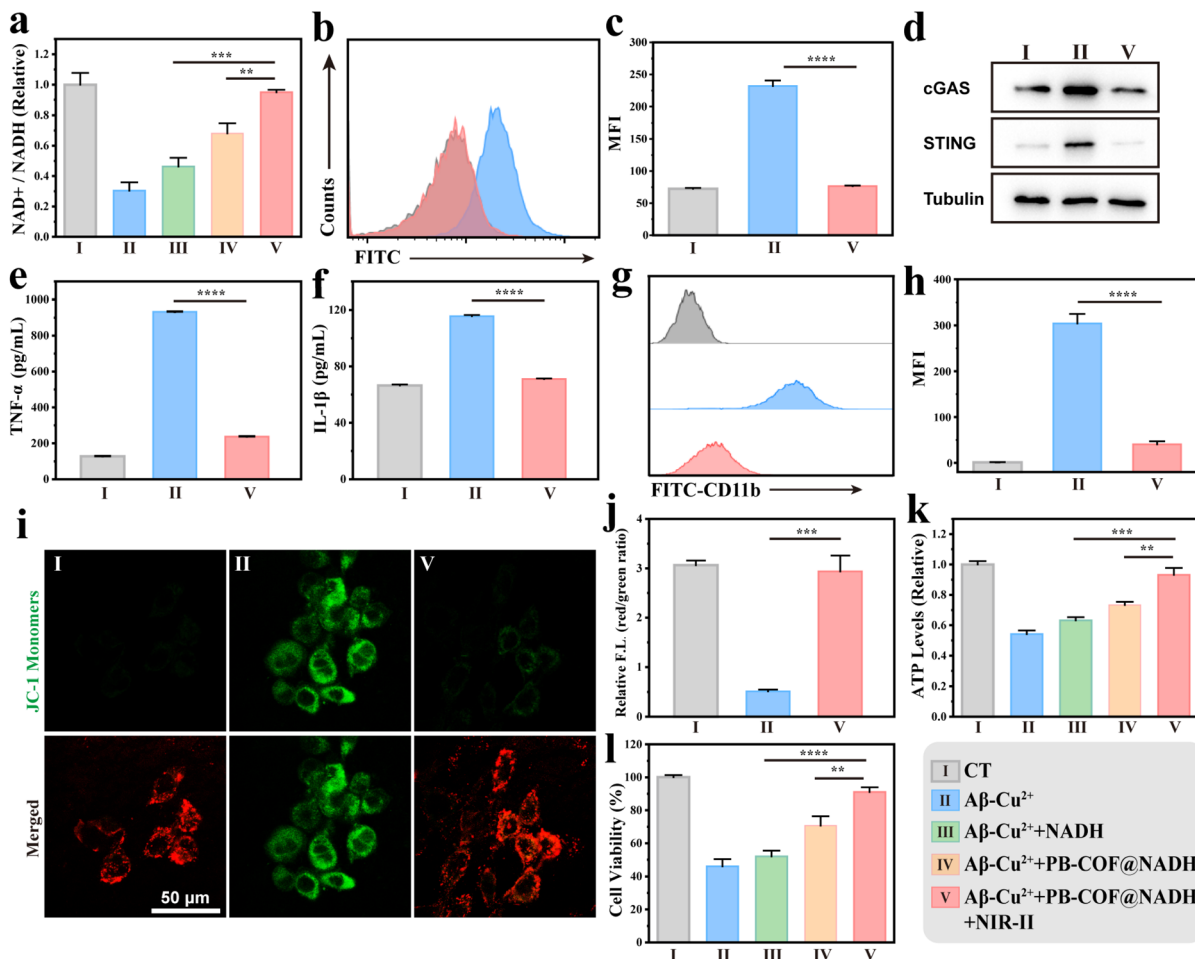 a
NAD+ / NADH (Relative)
1.2
1.0
0.8
0.6
0.4
0.2
0.0
***
**
I II III IV V
b
Counts
FITC
c
MFI
300
250
200
150
100
50
0
****
I II V
d
I II V
cGAS
STING
Tubulin
e
TNF-α (pg/mL)
1000
800
600
400
200
0
****
I II V
f
IL-1β (pg/mL)
120
80
40
0
****
I II V
g
FITC-CD11b
h
MFI
400
300
200
100
0
****
I II V
i
I II V
JC-1 Monomers
Merged
50 µm
j
Relative F.L. (red/green ratio)
4
3
2
1
0
***
I II V
k
ATP Levels (Relative)
1.2
1.0
0.8
0.6
0.4
0.2
0.0
***
**
I II III IV V
l
Cell Viability (%)
120
100
80
60
40
20
0
****
**
I II III IV V
I CT
II Aβ-Cu²⁺
III Aβ-Cu²⁺+NADH
IV Aβ-Cu²⁺+PB-COF@NADH
V Aβ-Cu²⁺+PB-COF@NADH
+NIR-II